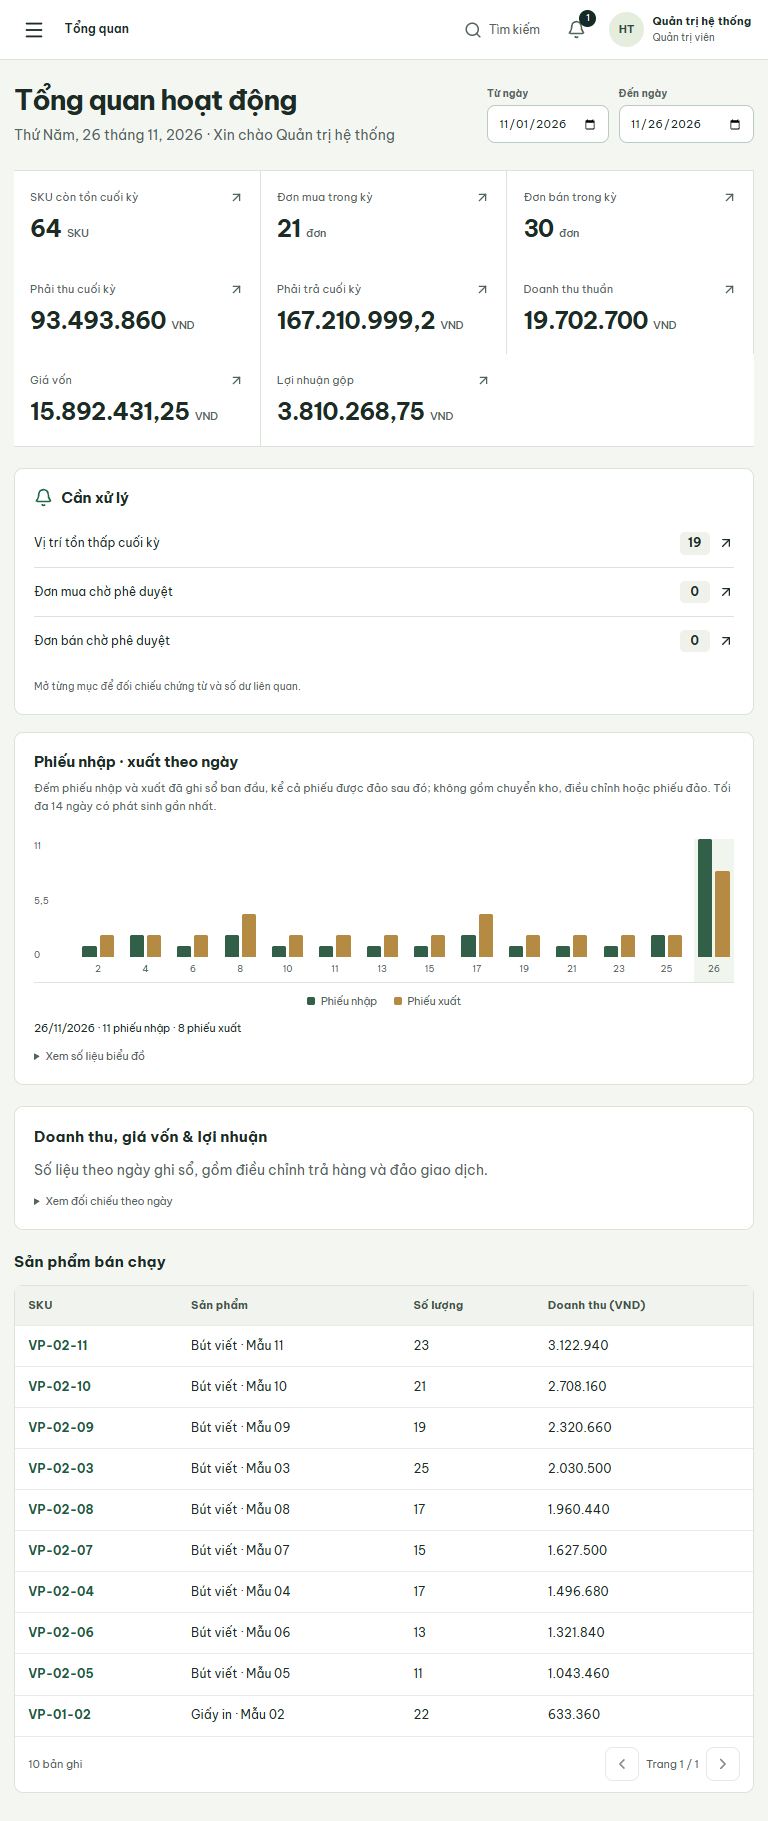 Tổng quan
Tìm kiếm
1
HT
Quản trị hệ thống
Quản trị viên
Tổng quan hoạt động
Thứ Năm, 26 tháng 11, 2026 · Xin chào Quản trị hệ thống
Từ ngày
11/01/2026
Đến ngày
11/26/2026
SKU còn tồn cuối kỳ
64 SKU
Đơn mua trong kỳ
21 đơn
Đơn bán trong kỳ
30 đơn
Phải thu cuối kỳ
93.493.860 VND
Phải trả cuối kỳ
167.210.999,2 VND
Doanh thu thuần
19.702.700 VND
Giá vốn
15.892.431,25 VND
Lợi nhuận gộp
3.810.268,75 VND
Cần xử lý
Vị trí tồn thấp cuối kỳ 19
Đơn mua chờ phê duyệt 0
Đơn bán chờ phê duyệt 0
Mở từng mục để đối chiếu chứng từ và số dư liên quan.
Phiếu nhập · xuất theo ngày
Đếm phiếu nhập và xuất đã ghi sổ ban đầu, kể cả phiếu được đảo sau đó; không gồm chuyển kho, điều chỉnh hoặc phiếu đảo. Tối
đa 14 ngày có phát sinh gần nhất.
11
5,5
0
2 4 6 8 10 11 13 15 17 19 21 23 25 26
Phiếu nhập Phiếu xuất
26/11/2026 · 11 phiếu nhập · 8 phiếu xuất
Xem số liệu biểu đồ
Doanh thu, giá vốn & lợi nhuận
Số liệu theo ngày ghi sổ, gồm điều chỉnh trả hàng và đảo giao dịch.
Xem đối chiếu theo ngày
Sản phẩm bán chạy
SKU Sản phẩm Số lượng Doanh thu (VND)
VP-02-11 Bút viết · Mẫu 11 23 3.122.940
VP-02-10 Bút viết · Mẫu 10 21 2.708.160
VP-02-09 Bút viết · Mẫu 09 19 2.320.660
VP-02-03 Bút viết · Mẫu 03 25 2.030.500
VP-02-08 Bút viết · Mẫu 08 17 1.960.440
VP-02-07 Bút viết · Mẫu 07 15 1.627.500
VP-02-04 Bút viết · Mẫu 04 17 1.496.680
VP-02-06 Bút viết · Mẫu 06 13 1.321.840
VP-02-05 Bút viết · Mẫu 05 11 1.043.460
VP-01-02 Giấy in · Mẫu 02 22 633.360
10 bản ghi
Trang 1 / 1